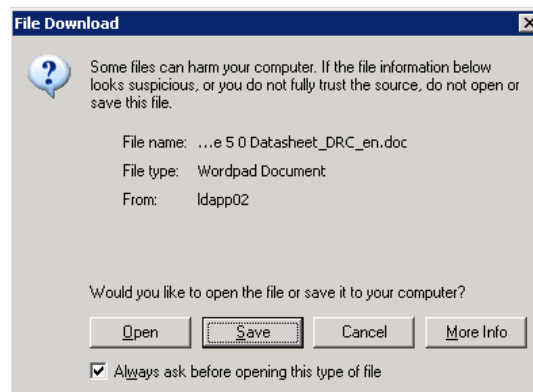 File Download
Some files can harm your computer. If the file information below
looks suspicious, or you do not fully trust the source, do not open or
save this file.
File name: ...e 5 0 Datasheet_DRC_en.doc
File type: Wordpad Document
From: ldapp02
Would you like to open the file or save it to your computer?
Open Save Cancel More Info
Always ask before opening this type of file